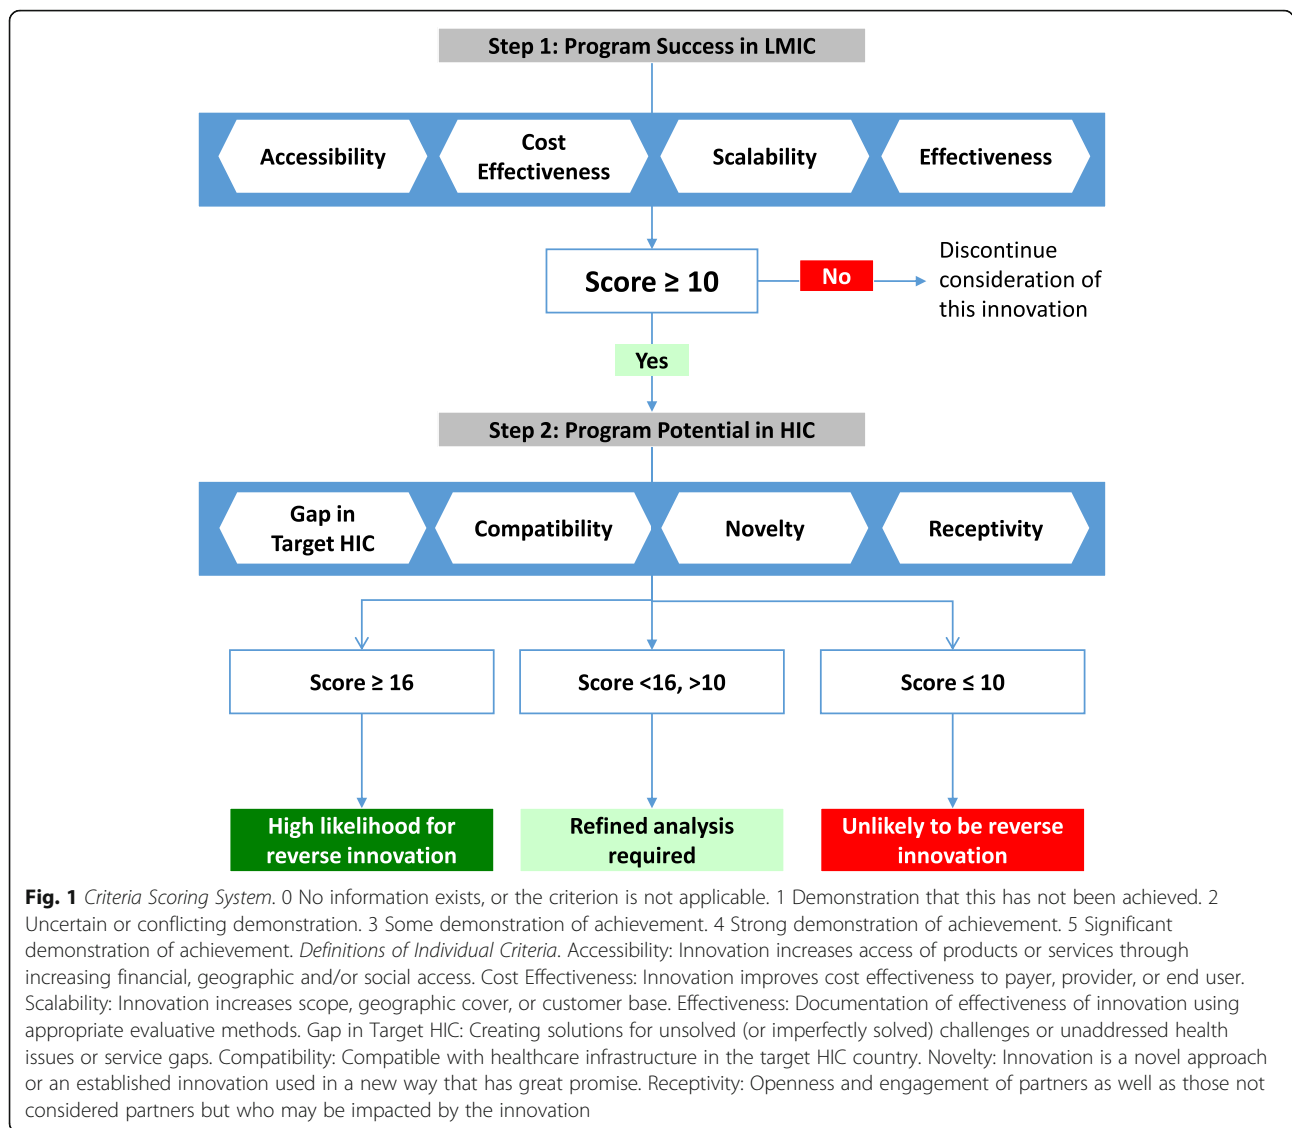 Step 1: Program Success in LMIC
Accessibility
Cost
Effectiveness
Scalability
Effectiveness
Score ≥ 10
No
Discontinue
consideration of
this innovation
Yes
Step 2: Program Potential in HIC
Gap in
Target HIC
Compatibility
Novelty
Receptivity
Score ≥ 16
Score <16, >10
Score ≤ 10
High likelihood for
reverse innovation
Refined analysis
required
Unlikely to be reverse
innovation
Fig. 1 Criteria Scoring System. 0 No information exists, or the criterion is not applicable. 1 Demonstration that this has not been achieved. 2
Uncertain or conflicting demonstration. 3 Some demonstration of achievement. 4 Strong demonstration of achievement. 5 Significant
demonstration of achievement. Definitions of Individual Criteria. Accessibility: Innovation increases access of products or services through
increasing financial, geographic and/or social access. Cost Effectiveness: Innovation improves cost effectiveness to payer, provider, or end user.
Scalability: Innovation increases scope, geographic cover, or customer base. Effectiveness: Documentation of effectiveness of innovation using
appropriate evaluative methods. Gap in Target HIC: Creating solutions for unsolved (or imperfectly solved) challenges or unaddressed health
issues or service gaps. Compatibility: Compatible with healthcare infrastructure in the target HIC country. Novelty: Innovation is a novel approach
or an established innovation used in a new way that has great promise. Receptivity: Openness and engagement of partners as well as those not
considered partners but who may be impacted by the innovation